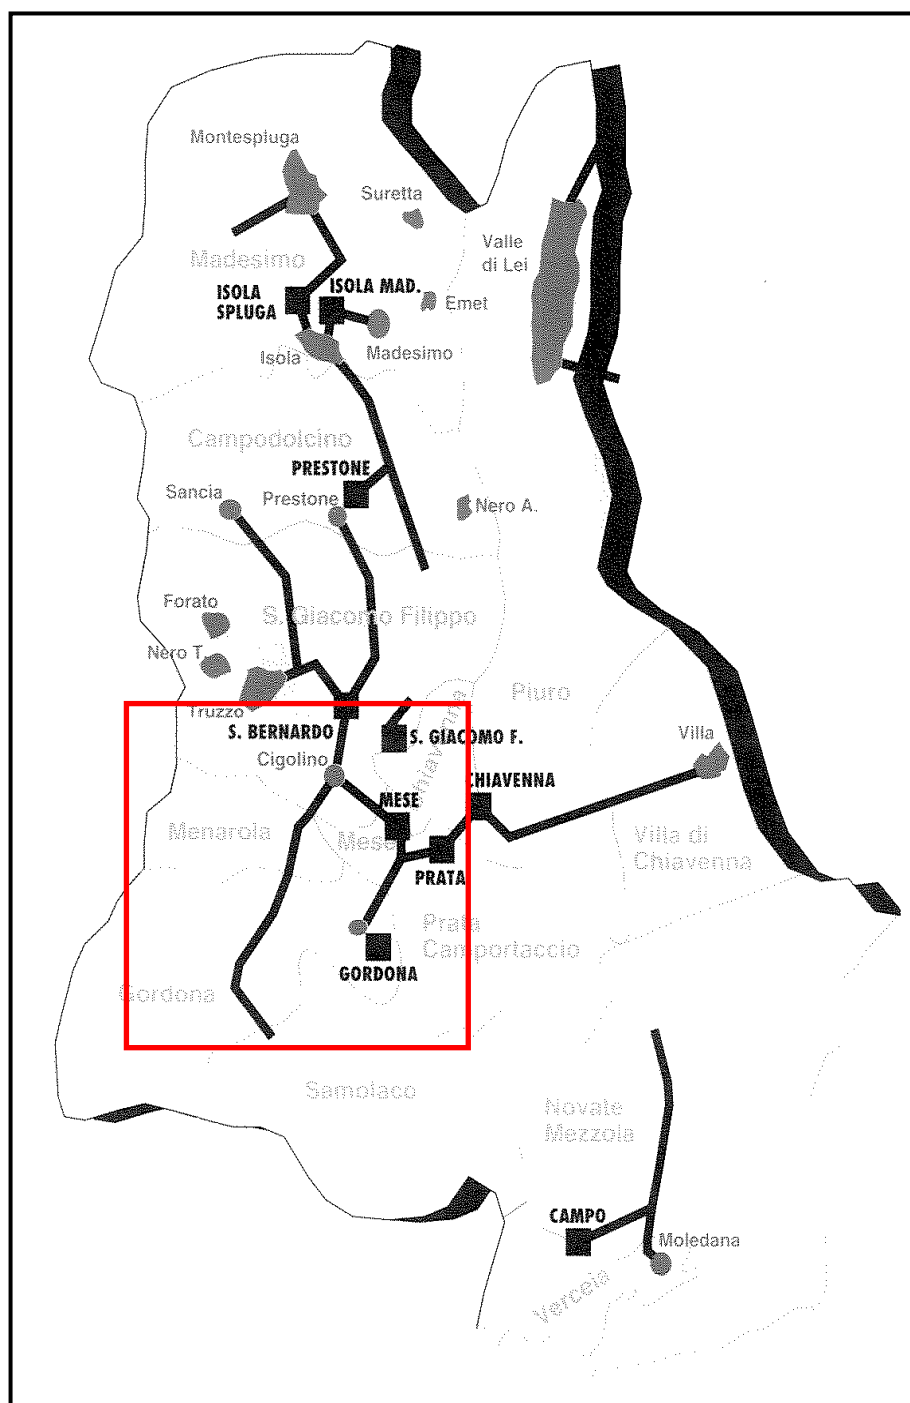 Montespluga
Suretta
Valle
di Lei
Madesimo
ISOLA MAD.
ISOLA
SPLUGA
Emet
Isola
Madesimo
Campodolcino
PRESTONE
Sancia
Prestone
Nero A.
Forato
S. Giacomo Filippo
Nero T.
Piuro
Truzzo
S. BERNARDO
S. GIACOMO F.
Chiavenna
Villa
Cigolino
CHIAVENNA
MESE
Menarola
Mese
Villa di
Chiavenna
PRATA
Prata
Camportaccio
GORDONA
Gordona
Samolaco
Novate
Mezzola
CAMPO
Moledana
Verceia